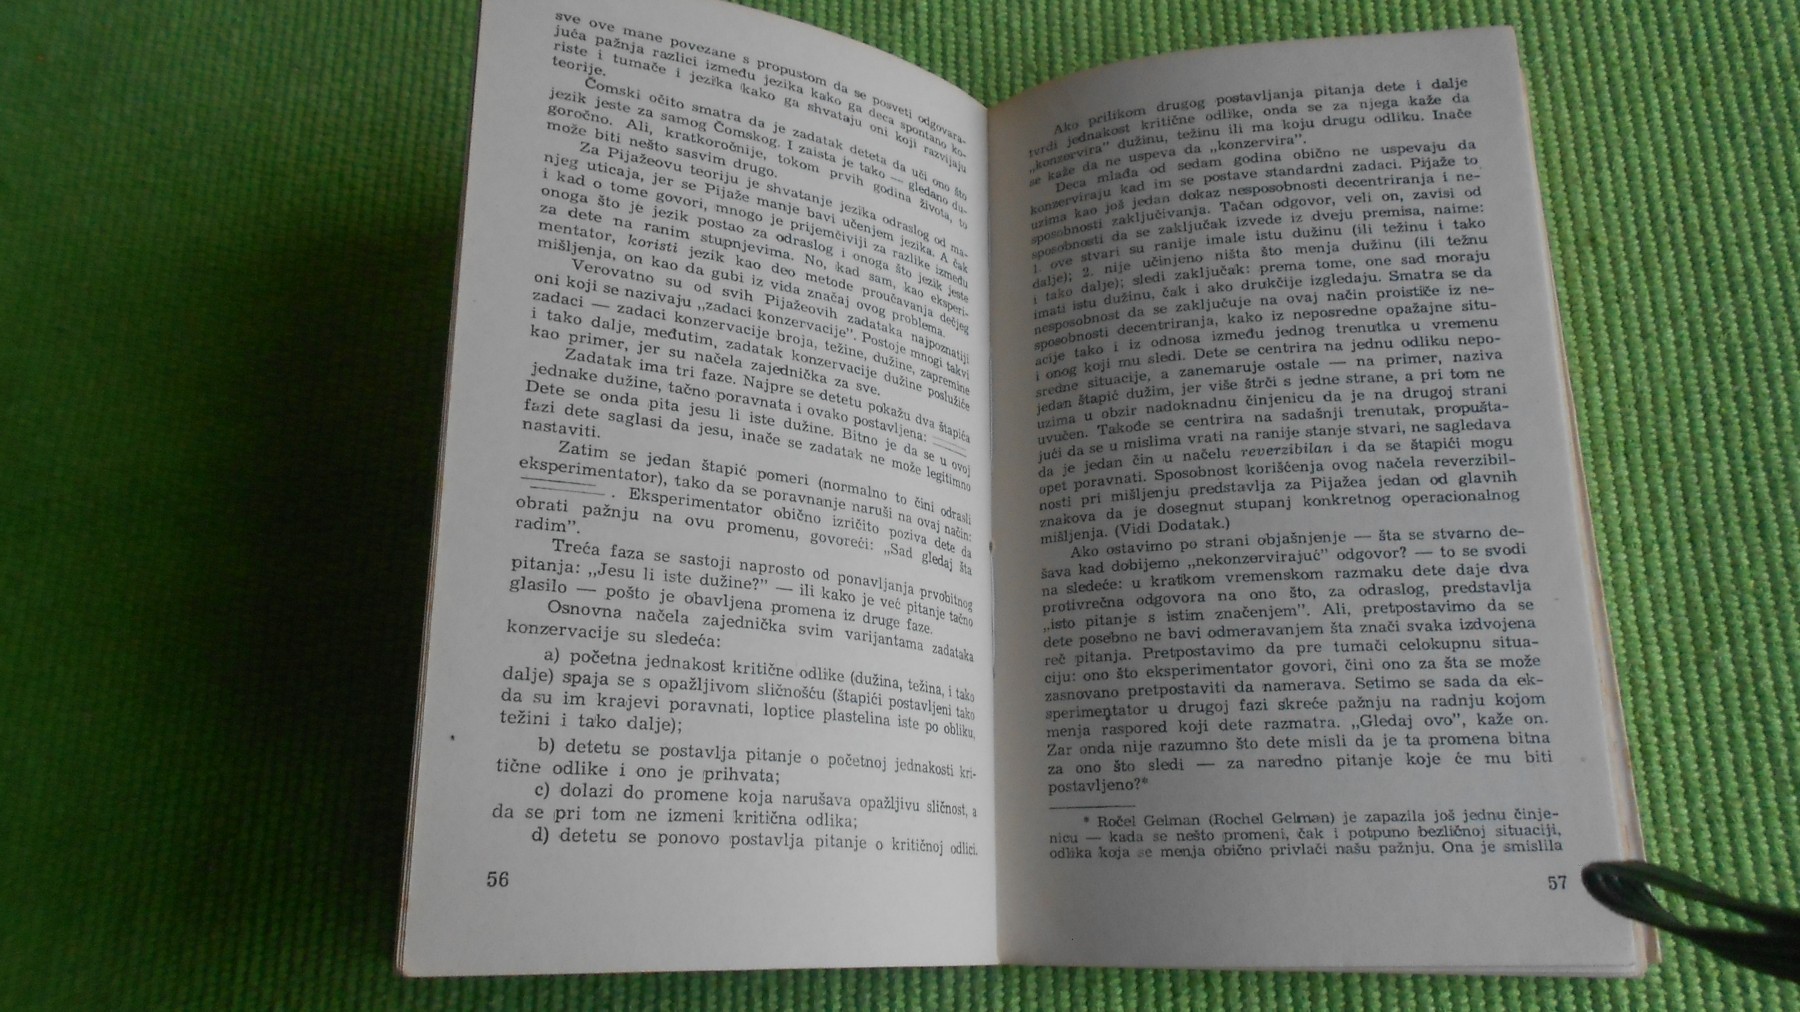 sve ove mane povezane s propustom da se posveti odgovara-
juća pažnja razlici između jezika kako ga deca spontano ko-
riste i tumače i jezika kako ga shvataju oni koji razvijaju
teorije.
Čomski očito smatra da je zadatak deteta da uči ono što
jezik jeste za samog Čomskog. I zaista je tako — gledano du-
goročno. Ali, kratkoročnije, tokom prvih godina života, to
može biti nešto sasvim drugo.
Za Pijažeovu teoriju je shvatanje jezika odraslog od ma-
njeg uticaja, jer se Pijaže manje bavi učenjem jezika. A čak
i kad o tome govori, mnogo je prijemčiviji za razlike između
onoga što je jezik postao za odraslog i onoga što jezik jeste
za dete na ranim stupnjevima. No, kad sam, kao eksperi-
mentator, koristi jezik kao deo metode proučavanja dečjeg
mišljenja, on kao da gubi iz vida značaj ovog problema.
Verovatno su od svih Pijažeovih zadataka najpoznatiji
oni koji se nazivaju „zadaci konzervacije". Postoje mnogi takvi
zadaci — zadaci konzervacije broja, težine, dužine, zapremine
i tako dalje, međutim, zadatak konzervacije dužine poslužiće
kao primer, jer su načela zajednička za sve.
Zadatak ima tri faze. Najpre se detetu pokažu dva štapića
jednake dužine, tačno poravnata i ovako postavljena:
Dete se onda pita jesu li iste dužine. Bitno je da se u ovoj
fazi dete saglasi da jesu, inače se zadatak ne može legitimno
nastaviti.
Zatim se jedan štapić pomeri (normalno to čini odrasli
eksperimentator), tako da se poravnanje naruši na ovaj način:
. Eksperimentator obično izričito poziva dete da
obrati pažnju na ovu promenu, govoreći: „Sad gledaj šta
radim".
Treća faza se sastoji naprosto od ponavljanja prvobitnog
pitanja: „Jesu li iste dužine?" — ili kako je već pitanje tačno
glasilo — pošto je obavljena promena iz druge faze.
Osnovna načela zajednička svim varijantama zadataka
konzervacije su sledeća:
a) početna jednakost kritične odlike (dužina, težina, i tako
dalje) spaja se s opažljivom sličnošću (štapići postavljeni tako
da su im krajevi poravnati, loptice plastelina iste po obliku,
težini i tako dalje);
b) detetu se postavlja pitanje o početnoj jednakosti kri-
tične odlike i ono je prihvata;
c) dolazi do promene koja narušava opažljivu sličnost, a
da se pri tom ne izmeni kritična odlika;
d) detetu se ponovo postavlja pitanje o kritičnoj odlici.
56
Ako prilikom drugog postavljanja pitanja dete i dalje
tvrdi jednakost kritične odlike, onda se za njega kaže da
„konzervira" dužinu, težinu ili ma koju drugu odliku. Inače
se kaže da ne uspeva da „konzervira".
Deca mlađa od sedam godina obično ne uspevaju da
konzerviraju kad im se postave standardni zadaci. Pijaže to
uzima kao još jedan dokaz nesposobnosti decentriranja i ne-
sposobnosti zaključivanja. Tačan odgovor, veli on, zavisi od
sposobnosti da se zaključak izvede iz dveju premisa, naime:
1. ove stvari su ranije imale istu dužinu (ili težinu i tako
dalje); 2. nije učinjeno ništa što menja dužinu (ili težnu
i tako dalje); sledi zaključak: prema tome, one sad moraju
imati istu dužinu, čak i ako drukčije izgledaju. Smatra se da
nesposobnost da se zaključuje na ovaj način proističe iz ne-
sposobnosti decentriranja, kako iz neposredne opažajne situ-
acije tako i iz odnosa između jednog trenutka u vremenu
i onog koji mu sledi. Dete se centrira na jednu odliku nepo-
sredne situacije, a zanemaruje ostale — na primer, naziva
jedan štapić dužim, jer više štrči s jedne strane, a pri tom ne
uzima u obzir nadoknadnu činjenicu da je na drugoj strani
uvučen. Takođe se centrira na sadašnji trenutak, propušta-
jući da se u mislima vrati na ranije stanje stvari, ne sagledava
da je jedan čin u načelu reverzibilan i da se štapići mogu
opet poravnati. Sposobnost korišćenja ovog načela reverzibil-
nosti pri mišljenju predstavlja za Pijažea jedan od glavnih
znakova da je dosegnut stupanj konkretnog operacionalnog
mišljenja. (Vidi Dodatak.)
Ako ostavimo po strani objašnjenje — šta se stvarno de-
šava kad dobijemo „nekonzervirajuć" odgovor? — to se svodi
na sledeće: u kratkom vremenskom razmaku dete daje dva
protivrečna odgovora na ono što, za odraslog, predstavlja
„isto pitanje s istim značenjem". Ali, pretpostavimo da se
dete posebno ne bavi odmeravanjem šta znači svaka izdvojena
reč pitanja. Pretpostavimo da pre tumači celokupnu situa-
ciju: ono što eksperimentator govori, čini ono za šta se može
zasnovano pretpostaviti da namerava. Setimo se sada da ek-
sperimentator u drugoj fazi skreće pažnju na radnju kojom
menja raspored koji dete razmatra. „Gledaj ovo", kaže on.
Zar onda nije razumno što dete misli da je ta promena bitna
za ono što sledi — za naredno pitanje koje će mu biti
postavljeno?*
* Ročel Gelman (Rochel Gelman) je zapazila još jednu činje-
nicu — kada se nešto promeni, čak i potpuno bezličnoj situaciji,
odlika koja se menja obično privlači našu pažnju. Ona je smislila
57